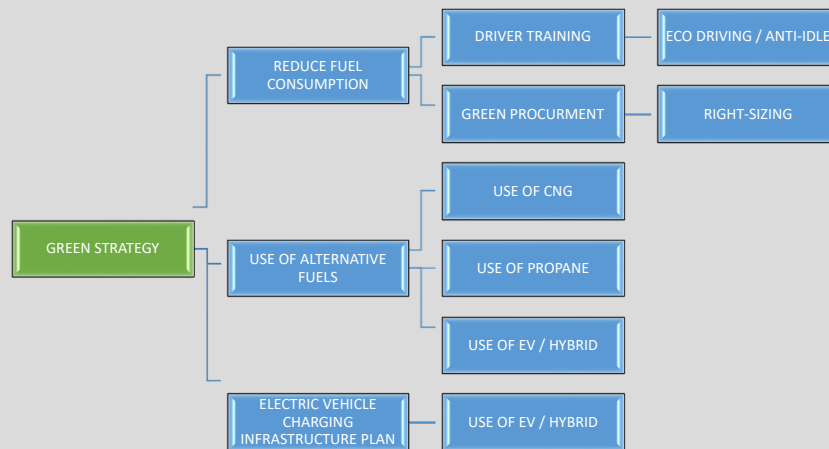 DRIVER TRAINING
ECO DRIVING / ANTI-IDLE
REDUCE FUEL
CONSUMPTION
GREEN PROCURMENT
RIGHT-SIZING
USE OF CNG
GREEN STRATEGY
USE OF ALTERNATIVE
FUELS
USE OF PROPANE
USE OF EV / HYBRID
ELECTRIC VEHICLE
CHARGING
INFRASTRUCTURE PLAN
USE OF EV / HYBRID